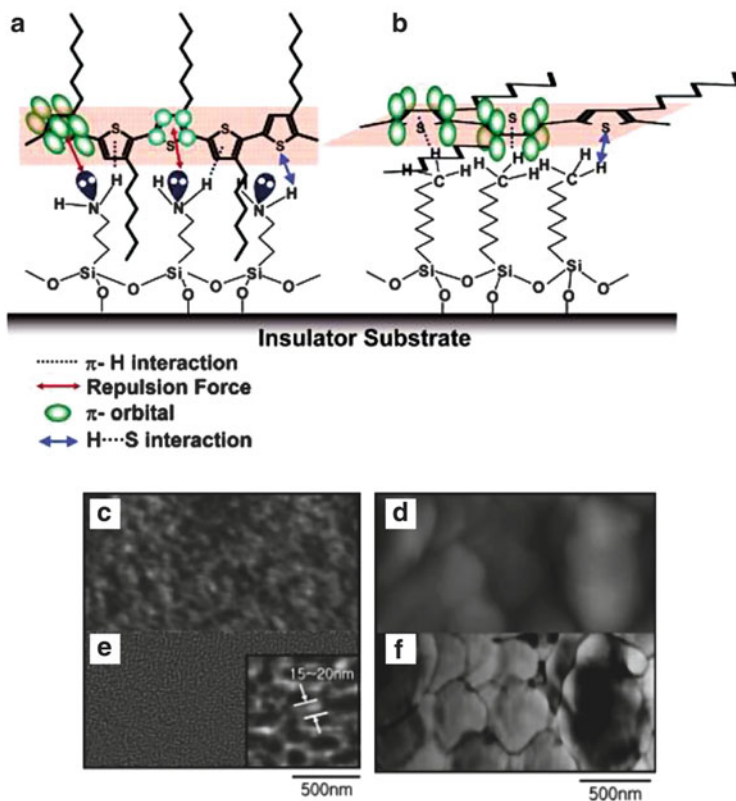 a
b
S
S
S
S
S
S
S
H
H
H
H
H
H
N
N
N
H
C
H
H
C
H
H
C
H
H
Si
Si
Si
Si
Si
Si
O
O
O
O
O
O
O
O
O
O
O
O
O
O
Insulator Substrate
π- H interaction
Repulsion Force
π- orbital
H····S interaction
c
d
e
f
15~20nm
500nm
500nm